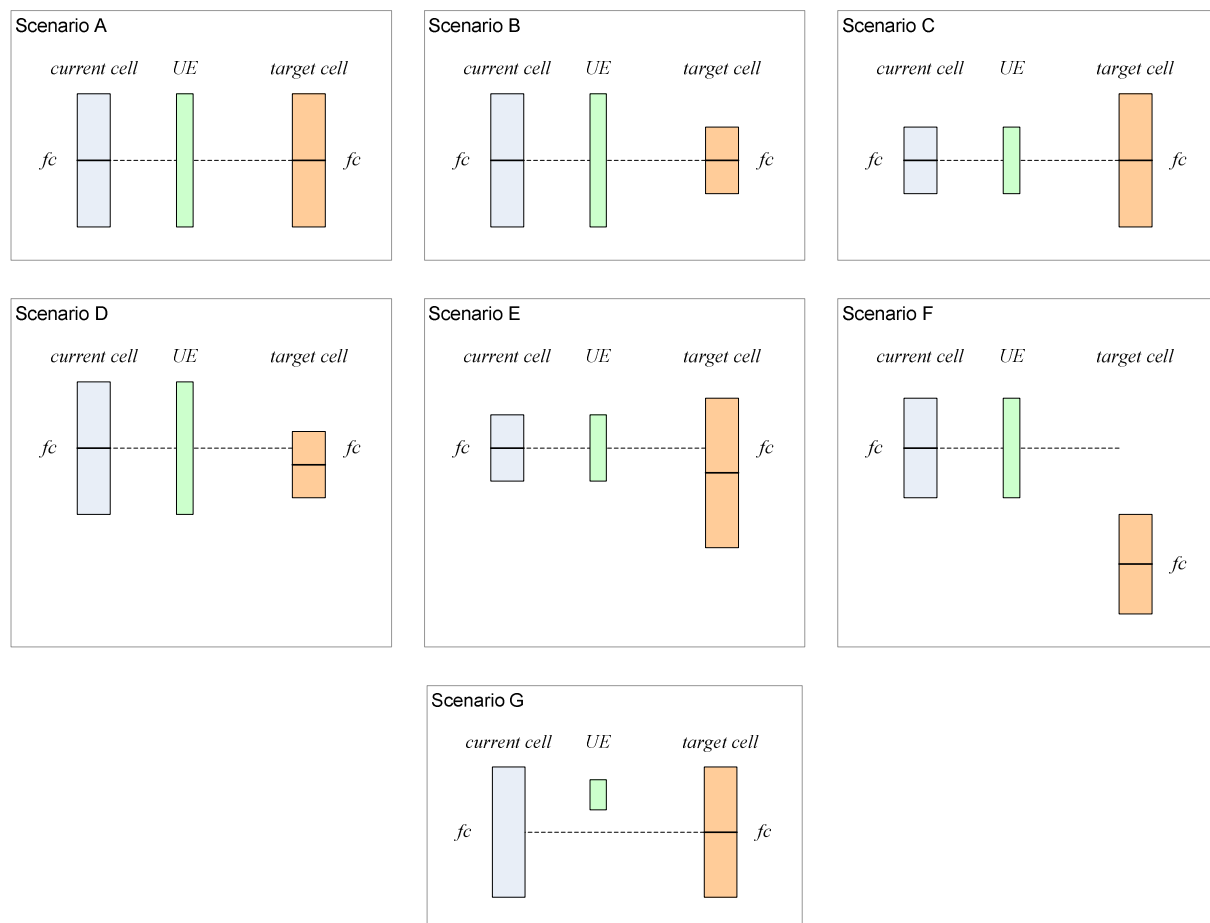 Scenario A
current cell UE target cell
fc fc
Scenario B
current cell UE target cell
fc fc
Scenario C
current cell UE target cell
fc fc
Scenario D
current cell UE target cell
fc fc
Scenario E
current cell UE target cell
fc fc
Scenario F
current cell UE target cell
fc
fc
Scenario G
current cell UE target cell
fc fc